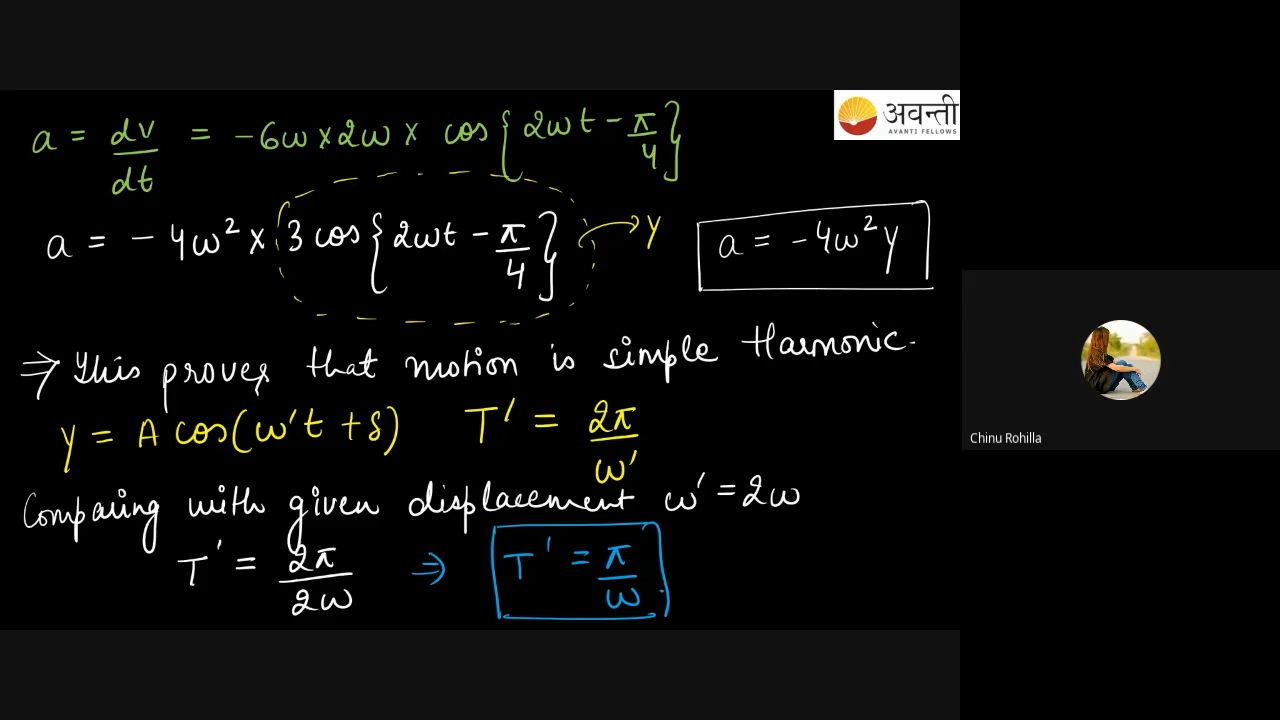 अवन्ती
AVANTI FELLOWS
a = dv/dt = -6ω×2ω× cos{2ωt - π/4}
a = -4ω² × 3 cos{2ωt - π/4} → y
a = -4ω²y
⇒ This proves that motion is simple Harmonic.
y = A cos(ω't + δ) T' = 2π/ω'
Comparing with given displacement ω' = 2ω
T' = 2π/2ω ⇒ T' = π/ω
Chinu Rohilla